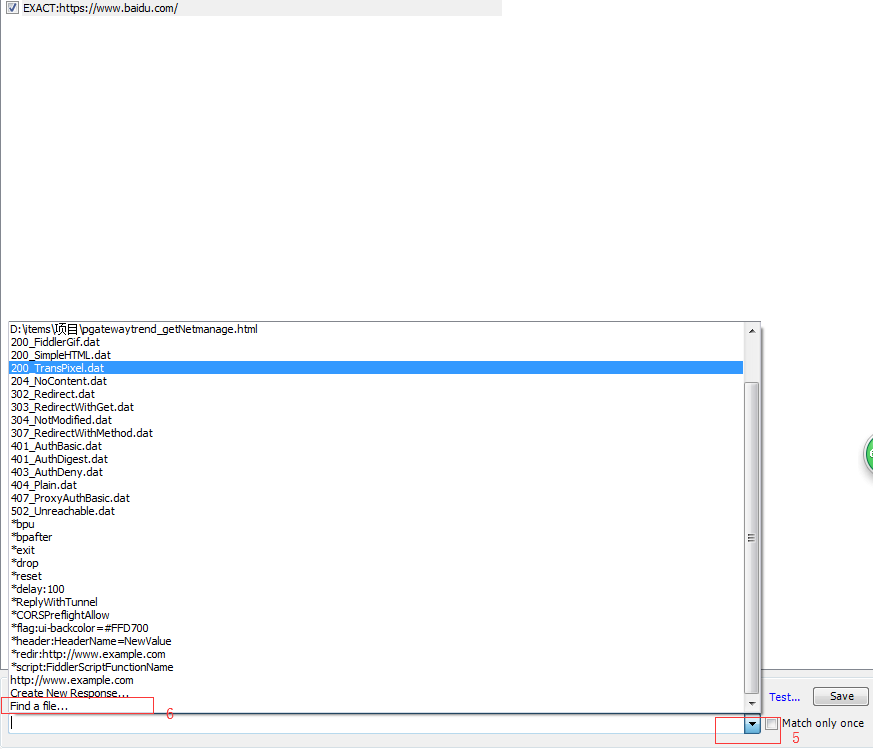 EXACT:https://www.baidu.com/
D:\items\项目\pgatewaytrend_getNetmanage.html
200_FiddlerGif.dat
200_SimpleHTML.dat
200_TransPixel.dat
204_NoContent.dat
302_Redirect.dat
303_RedirectWithGet.dat
304_NotModified.dat
307_RedirectWithMethod.dat
401_AuthBasic.dat
401_AuthDigest.dat
403_AuthDeny.dat
404_Plain.dat
407_ProxyAuthBasic.dat
502_Unreachable.dat
*bpu
*bpafter
*exit
*drop
*reset
*delay:100
*ReplyWithTunnel
*CORSPreflightAllow
*flag:ui-backcolor=#FFD700
*header:HeaderName=NewValue
*redir:http://www.example.com
*script:FiddlerScriptFunctionName
http://www.example.com
Create New Response...
Find a file...
6
Test... Save
Match only once
5